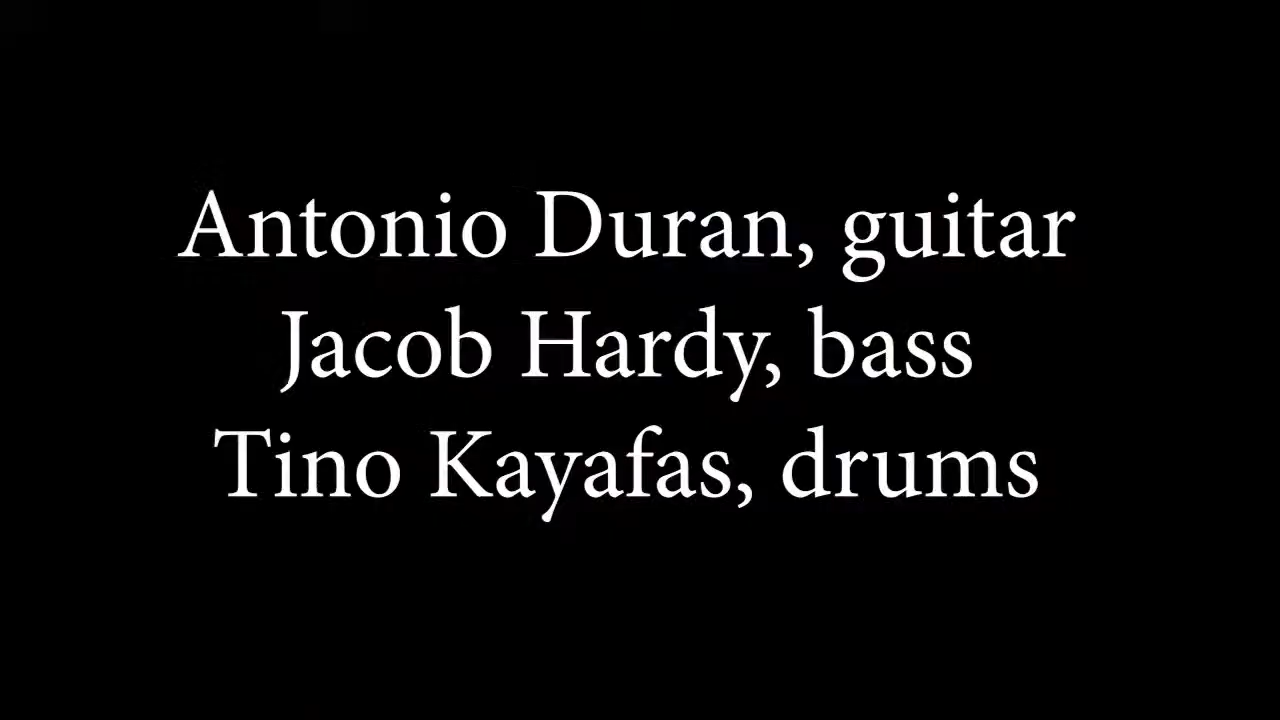 Antonio Duran, guitar
Jacob Hardy, bass
Tino Kayafas, drums